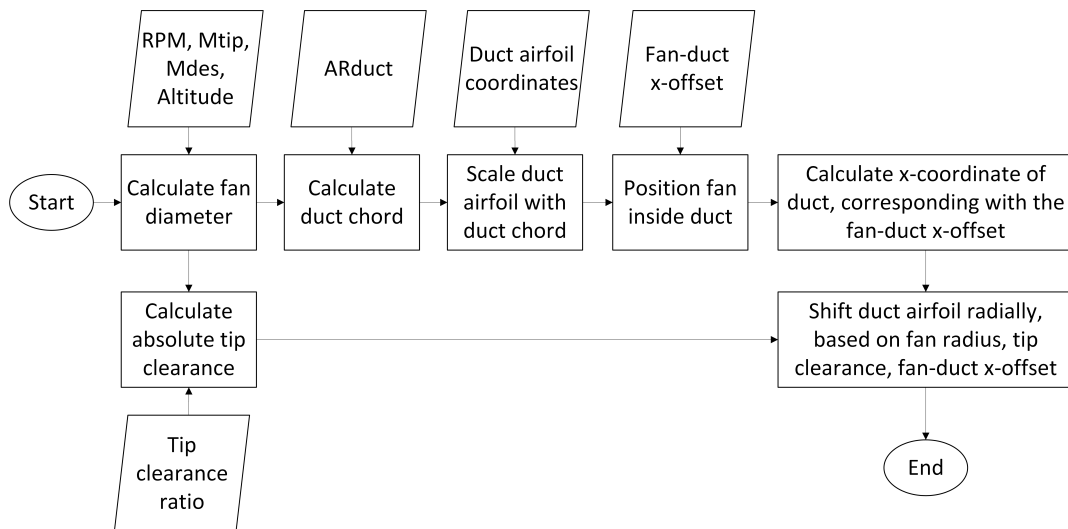 RPM, Mtip,
Mdes,
Altitude
ARduct
Duct airfoil
coordinates
Fan-duct
x-offset
Start
Calculate fan
diameter
Calculate
duct chord
Scale duct
airfoil with
duct chord
Position fan
inside duct
Calculate x-coordinate of
duct, corresponding with the
fan-duct x-offset
Calculate
absolute tip
clearance
Shift duct airfoil radially,
based on fan radius, tip
clearance, fan-duct x-offset
Tip
clearance
ratio
End